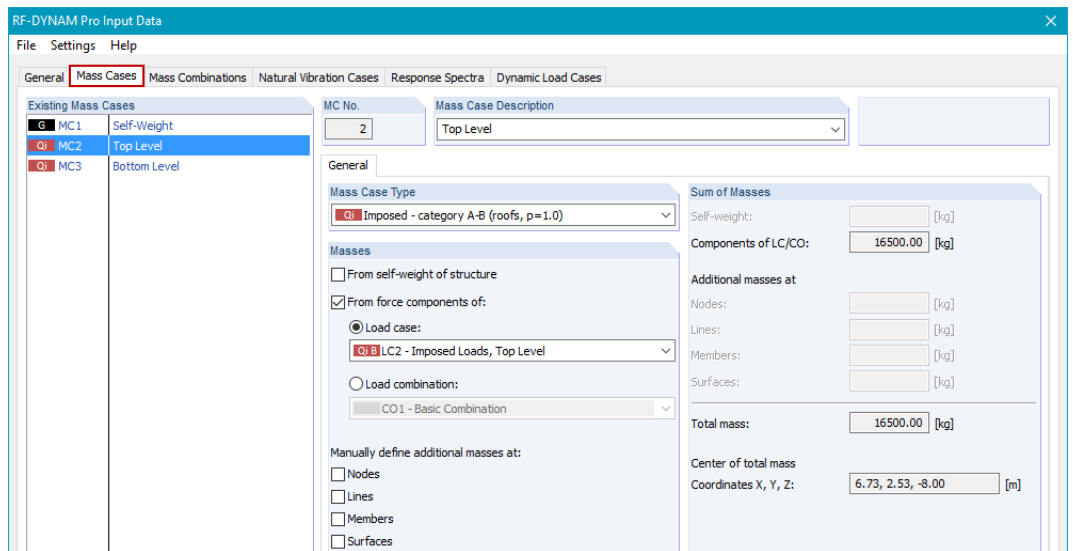 RF-DYNAM Pro Input Data
File Settings Help
General Mass Cases Mass Combinations Natural Vibration Cases Response Spectra Dynamic Load Cases
Existing Mass Cases
G MC1 Self-Weight
Qi MC2 Top Level
Qi MC3 Bottom Level
MC No.
2
Mass Case Description
Top Level
General
Mass Case Type
Qi Imposed - category A-B (roofs, p=1.0)
Masses
From self-weight of structure
From force components of:
Load case:
Qi B LC2 - Imposed Loads, Top Level
Load combination:
CO1 - Basic Combination
Manually define additional masses at:
Nodes
Lines
Members
Surfaces
Sum of Masses
Self-weight: [kg]
Components of LC/CO: 16500.00 [kg]
Additional masses at
Nodes: [kg]
Lines: [kg]
Members: [kg]
Surfaces: [kg]
Total mass: 16500.00 [kg]
Center of total mass
Coordinates X, Y, Z: 6.73, 2.53, -8.00 [m]